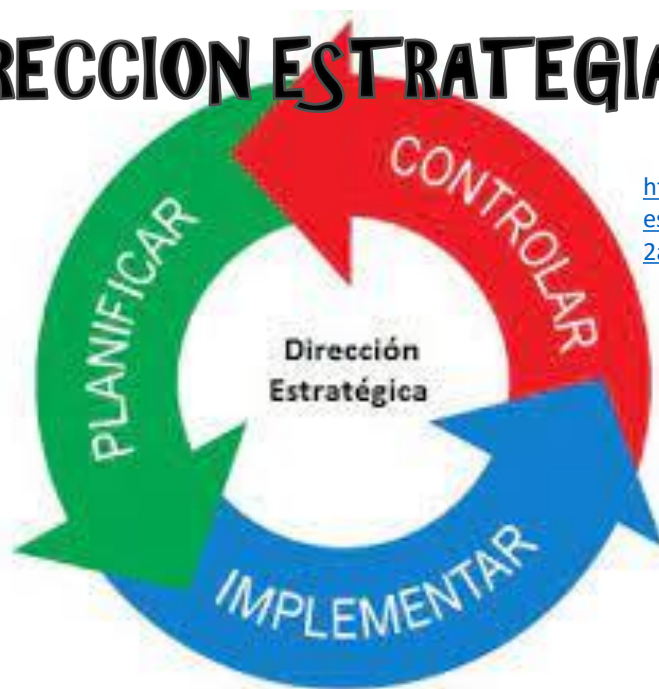 RECCION ESTRATEGIA
CONTROLAR
PLANIFICAR
Dirección
Estratégica
IMPLEMENTAR